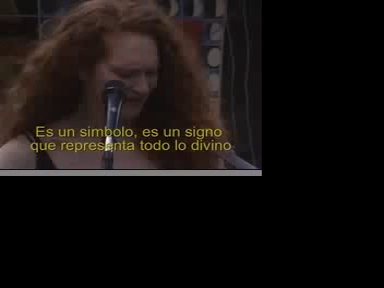 Es un simbolo, es un signo
que representa todo lo divino